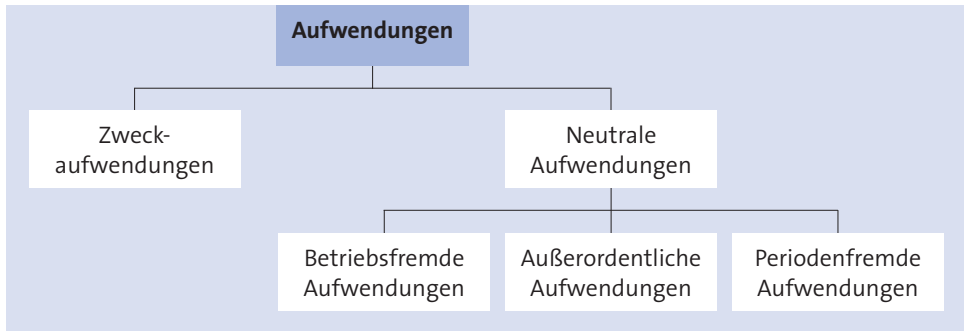 Aufwendungen
Zweck-
aufwendungen
Neutrale
Aufwendungen
Betriebsfremde
Aufwendungen
Außerordentliche
Aufwendungen
Periodenfremde
Aufwendungen